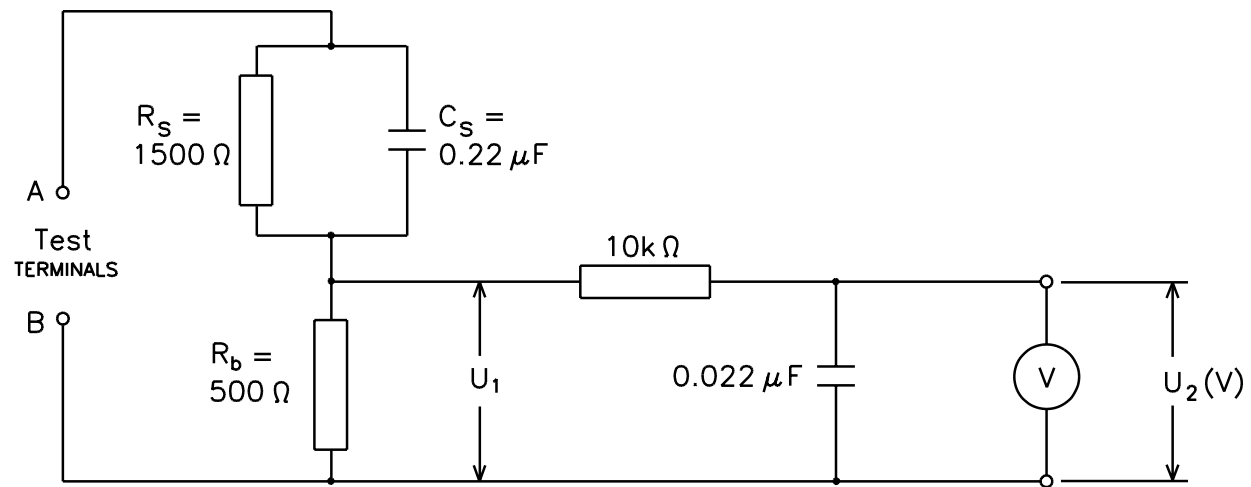 R_s =
1500 Ω
C_s =
0.22 µF
A
Test
TERMINALS
B
10k Ω
R_b =
500 Ω
U_1
0.022 µF
V
U_2 (V)